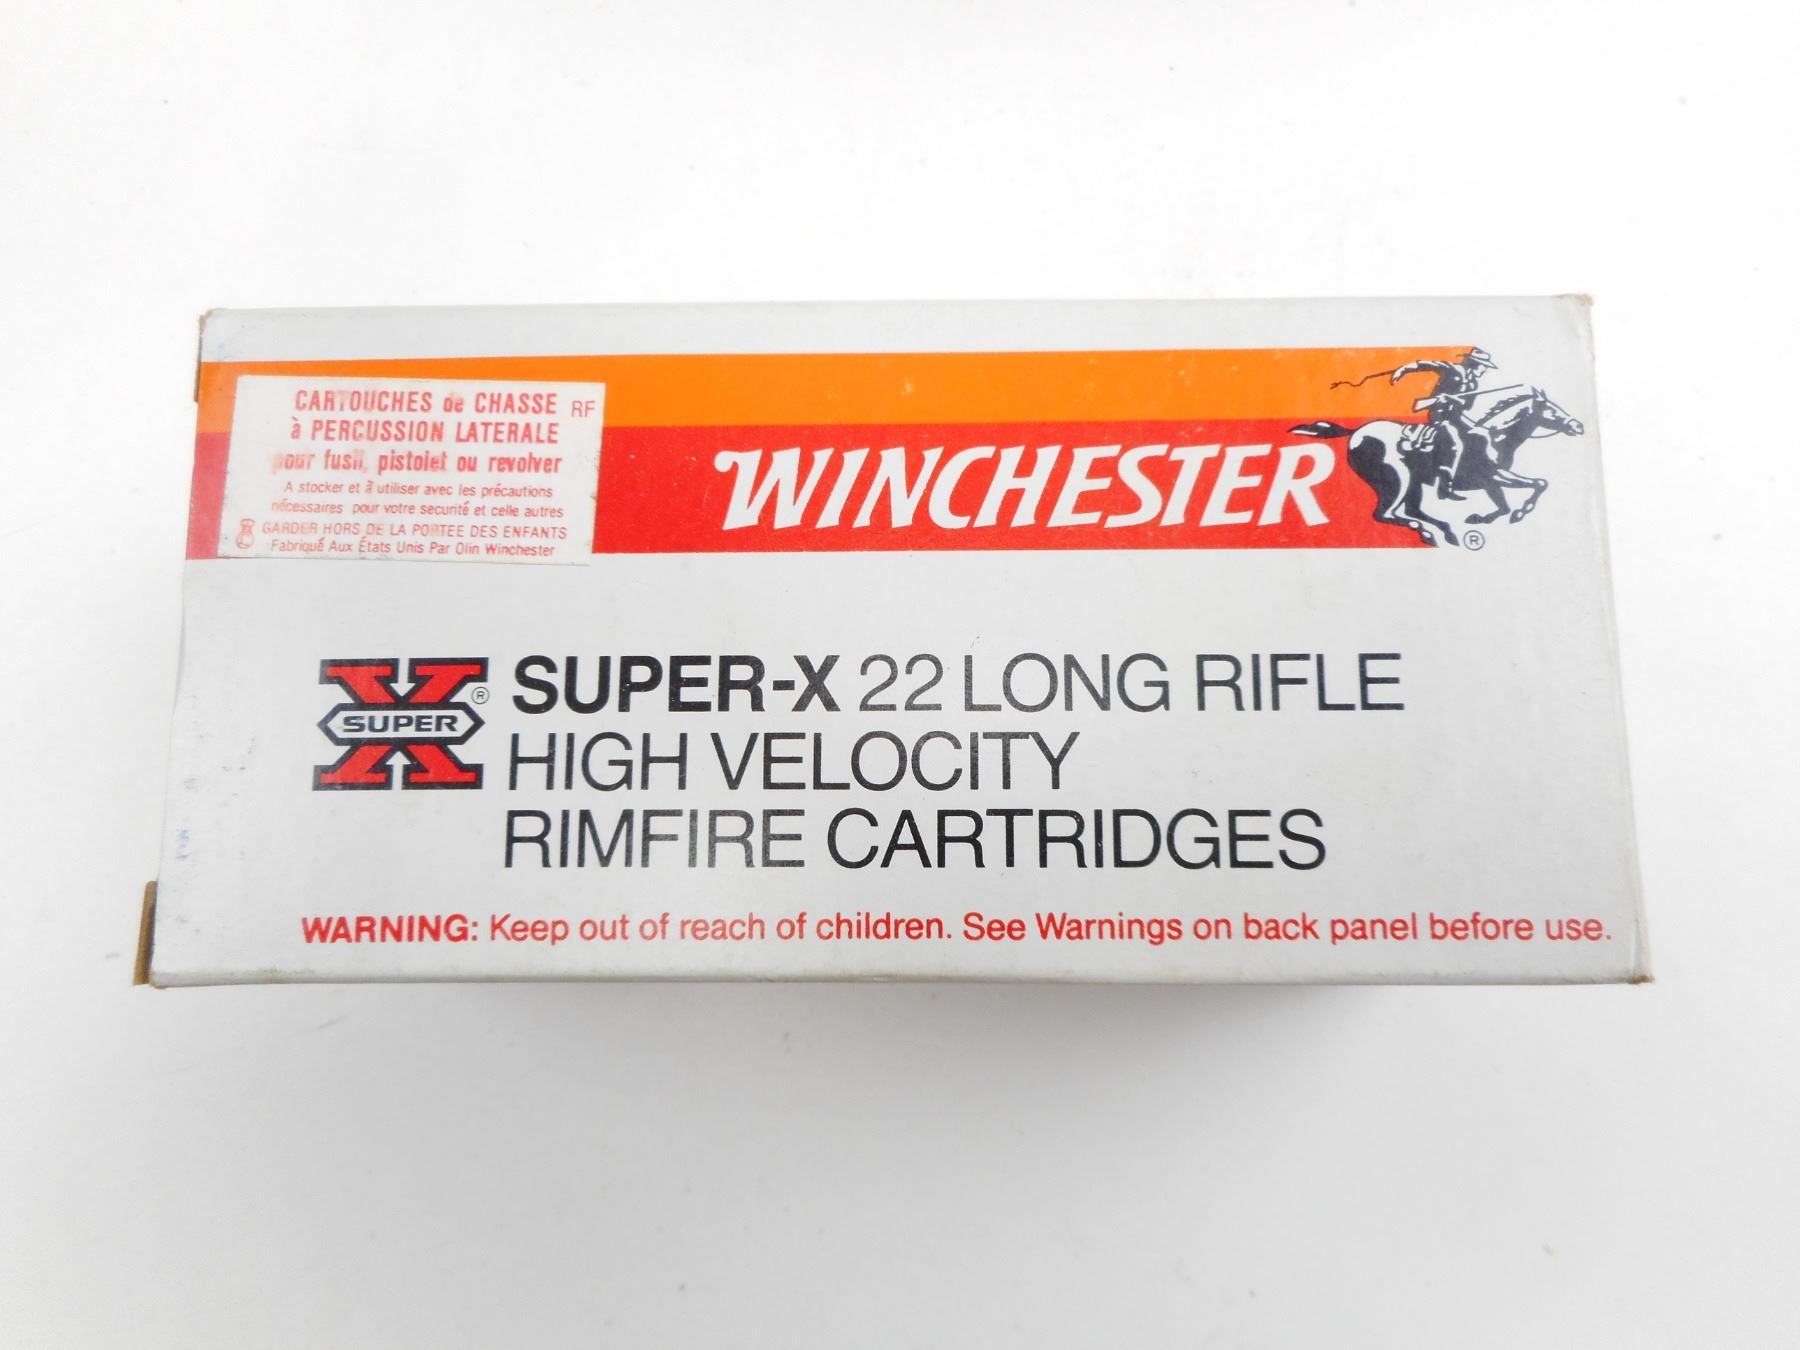 CARTOUCHES de CHASSE RF
à PERCUSSION LATERALE
pour fusil, pistolet ou revolver
A stocker et à utiliser avec les précautions
nécessaires pour votre securité et celle autres
GARDER HORS DE LA PORTEE DES ENFANTS
Fabriqué Aux États Unis Par Olin Winchester
WINCHESTER
®
X SUPER ®
SUPER-X 22 LONG RIFLE
HIGH VELOCITY
RIMFIRE CARTRIDGES
WARNING: Keep out of reach of children. See Warnings on back panel before use.